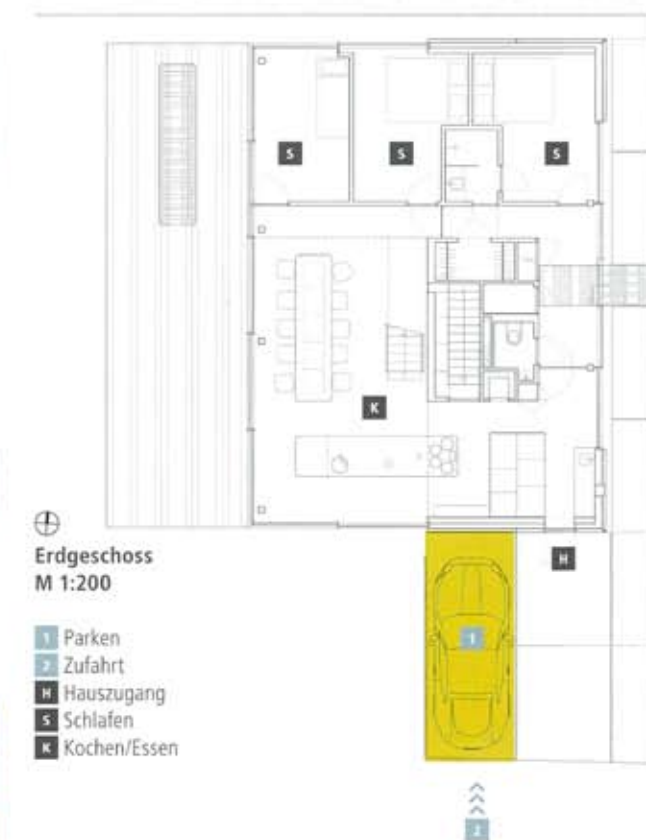 S
S
S
K
H
1
2
Erdgeschoss
M 1:200
1 Parken
2 Zufahrt
H Hauszugang
S Schlafen
K Kochen/Essen